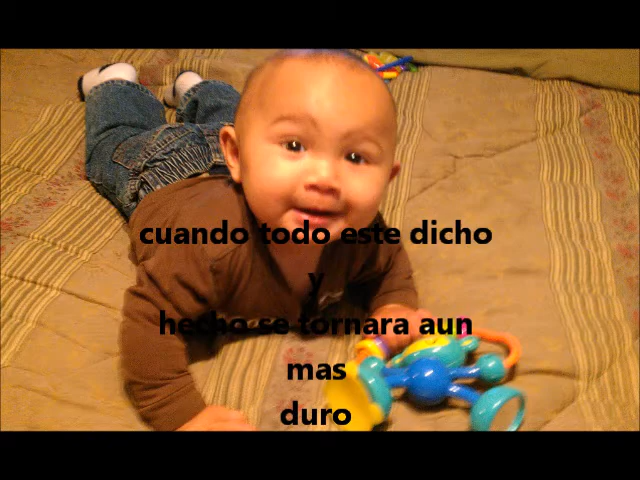 cuando todo este dicho
y
hecho se tornara aun
mas
duro